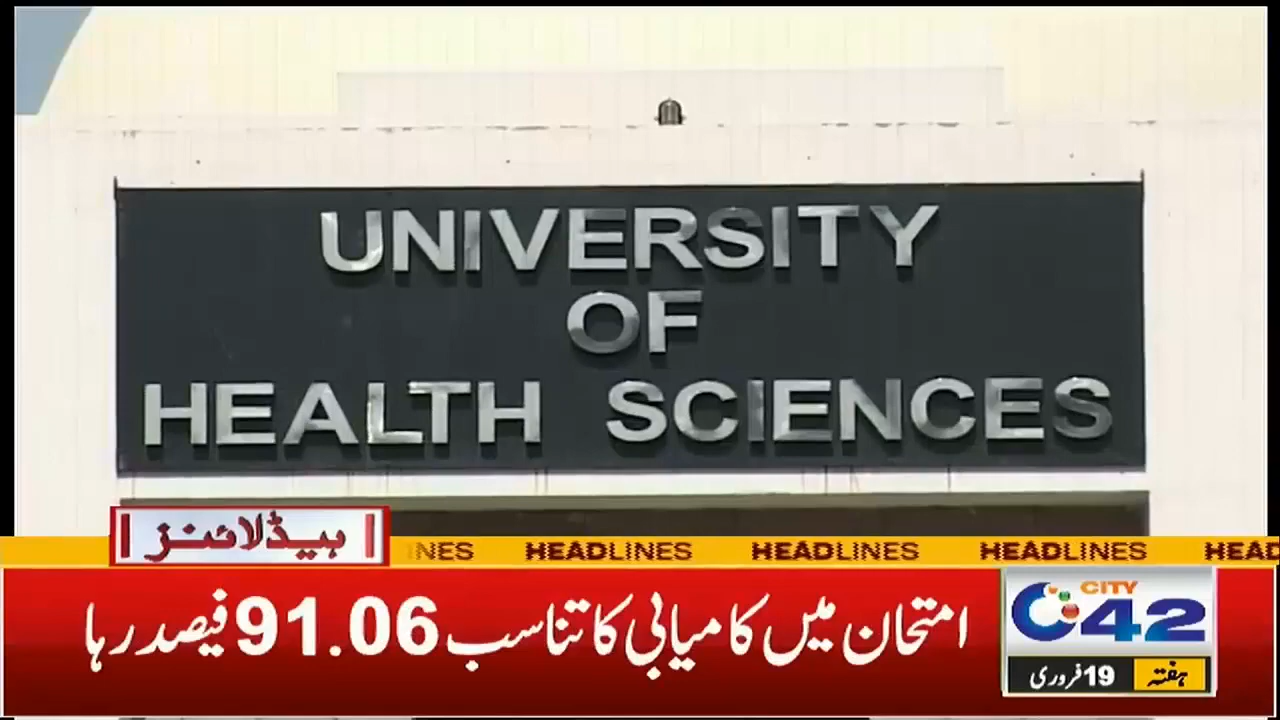 UNIVERSITY
OF
HEALTH SCIENCES
ہیڈلائنز
INES HEADLINES HEADLINES HEADLINES HEAD
امتحان میں کامیابی کا تناسب 91.06 فیصد رہا
CITY
42
ہفتہ 19 فروری